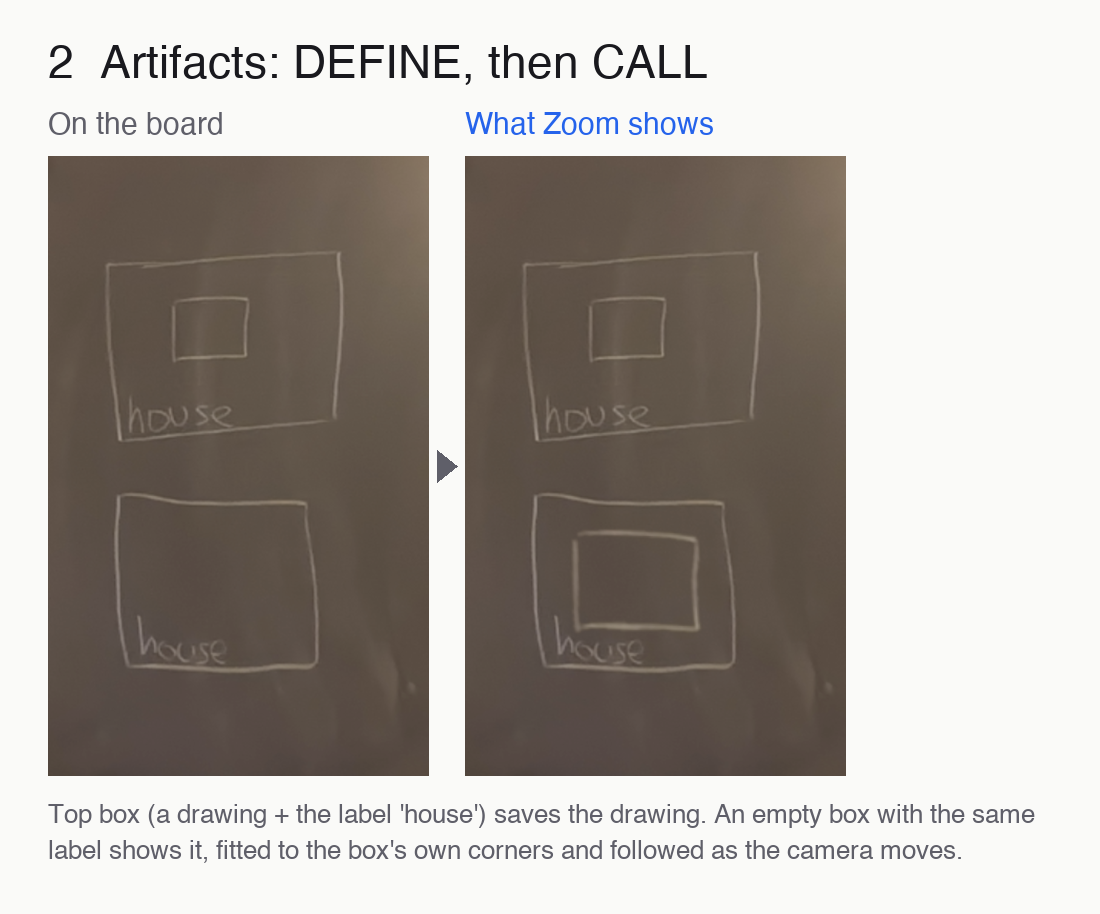 2 Artifacts: DEFINE, then CALL
On the board
What Zoom shows
house
house
house
house
Top box (a drawing + the label 'house') saves the drawing. An empty box with the same
label shows it, fitted to the box's own corners and followed as the camera moves.